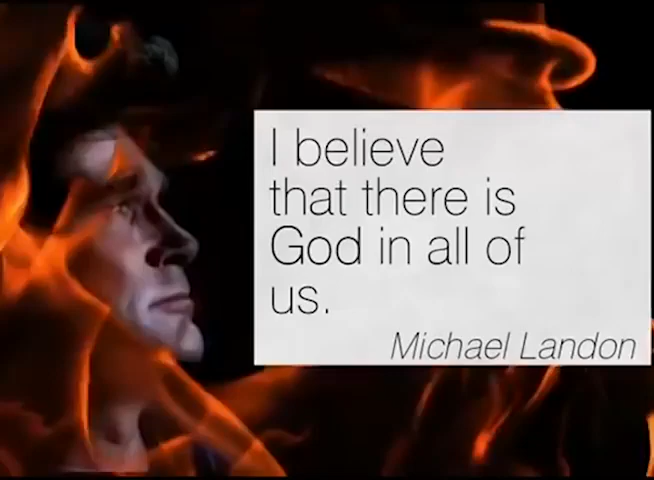 I believe
that there is
God in all of
us.
Michael Landon